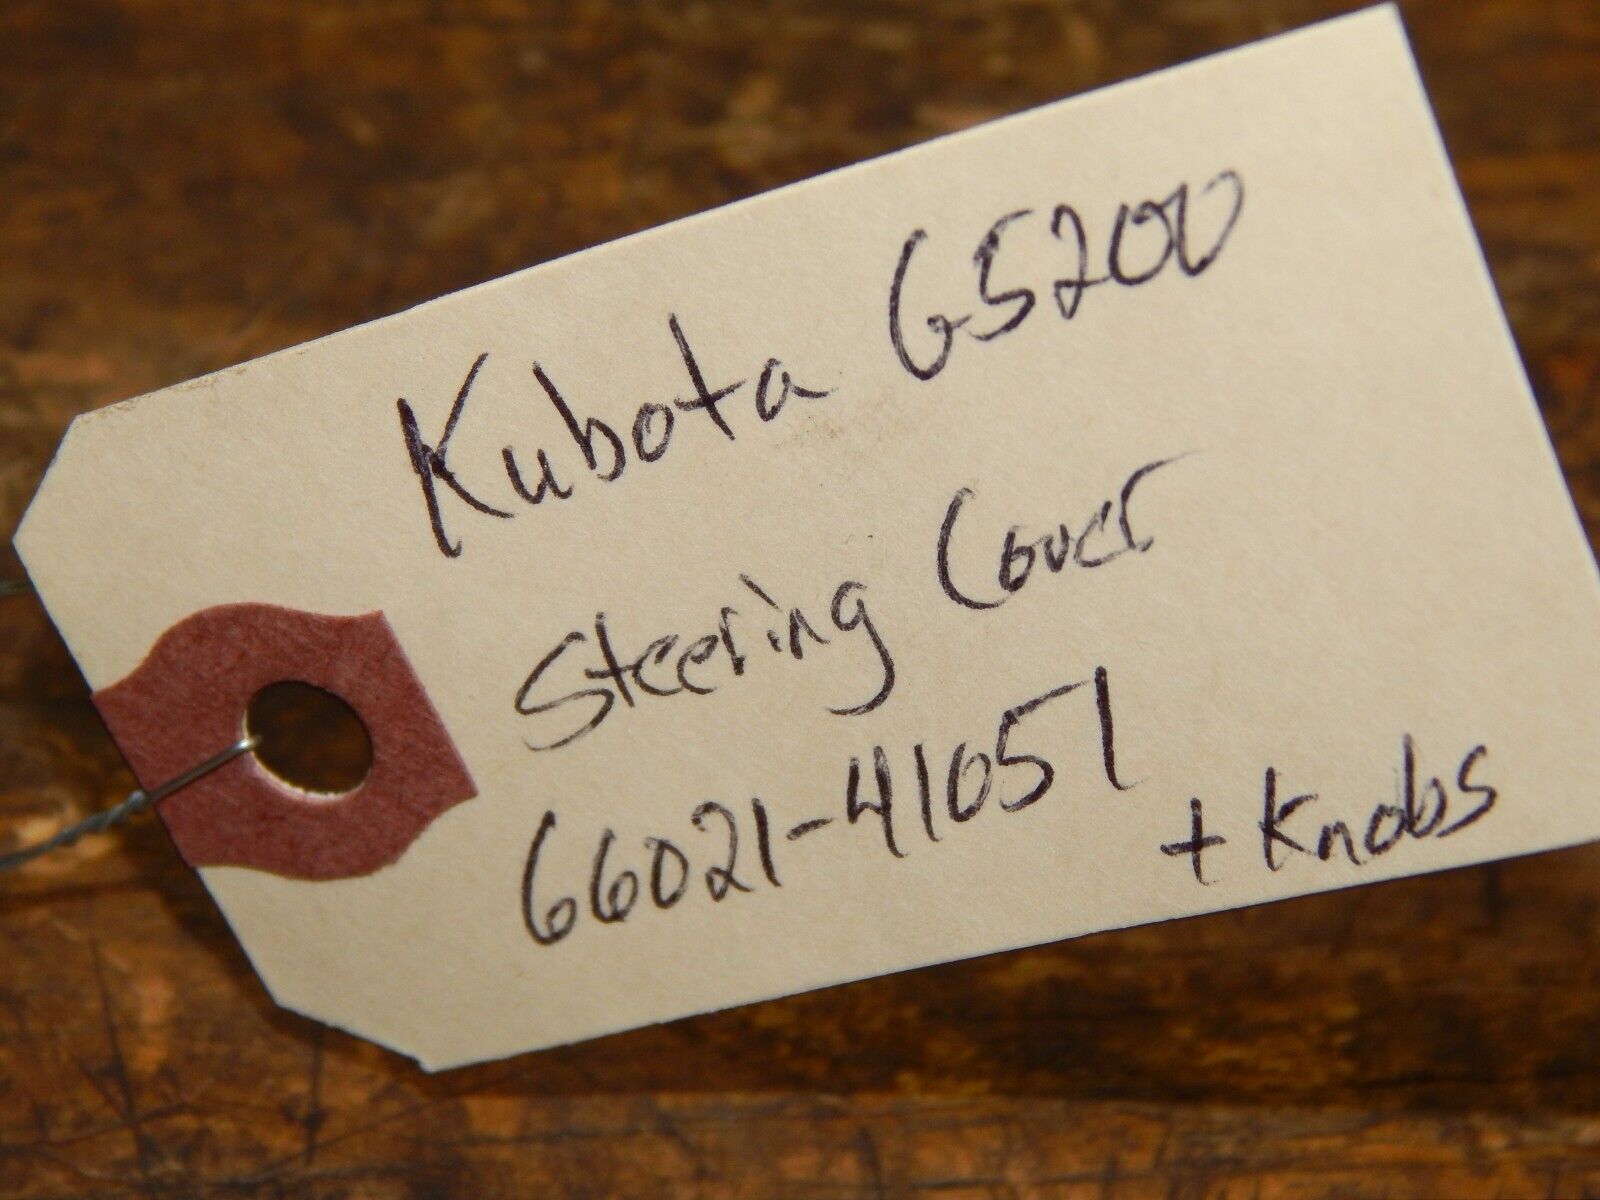 Kubota G5200
Steering Cover
66021-41051
+ Knobs